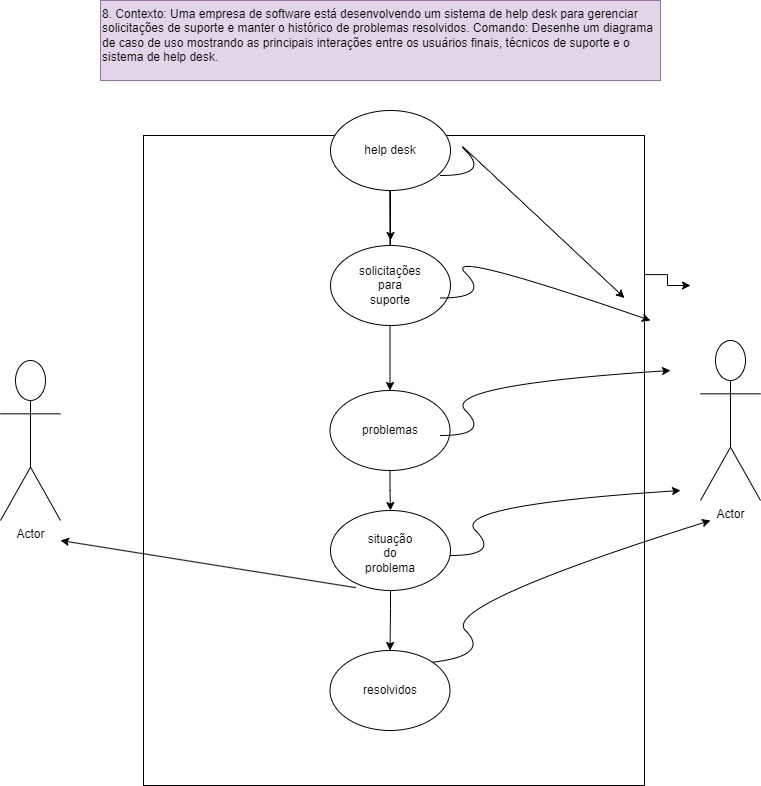 8. Contexto: Uma empresa de software está desenvolvendo um sistema de help desk para gerenciar
solicitações de suporte e manter o histórico de problemas resolvidos. Comando: Desenhe um diagrama
de caso de uso mostrando as principais interações entre os usuários finais, técnicos de suporte e o
sistema de help desk.
help desk
solicitações
para
suporte
problemas
situação
do
problema
resolvidos
Actor
Actor